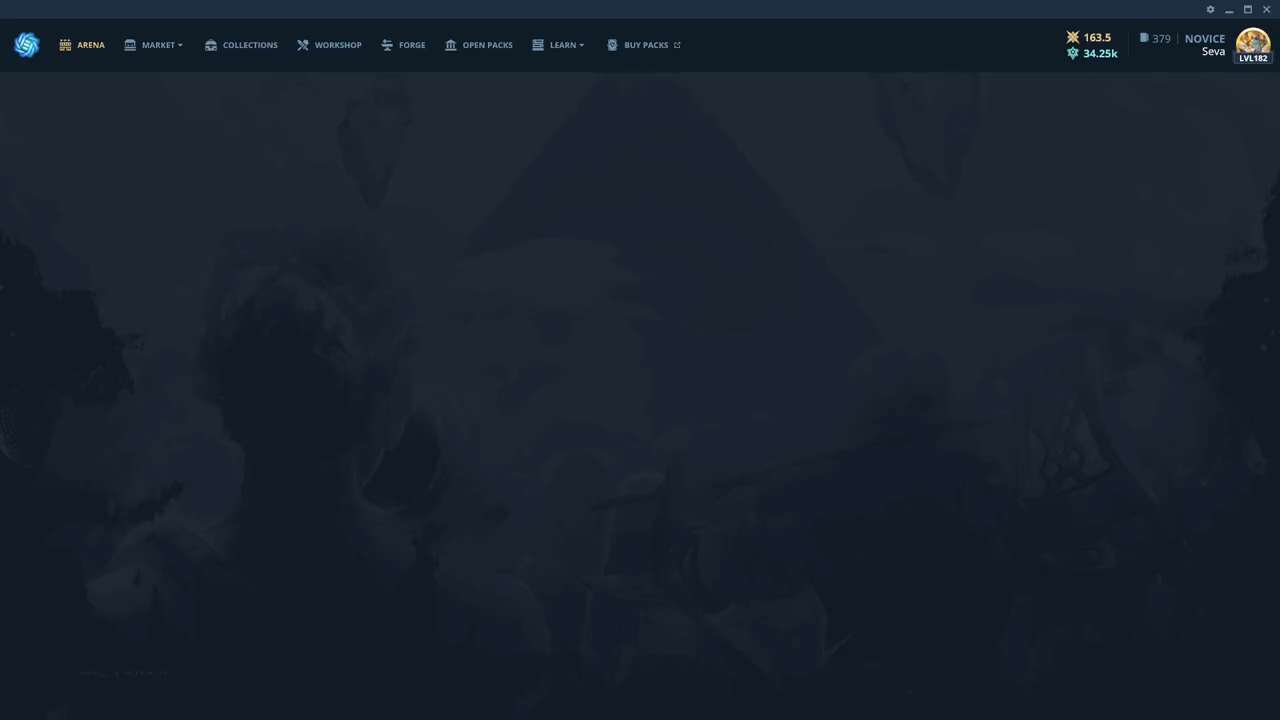 ARENA
MARKET
COLLECTIONS
WORKSHOP
FORGE
OPEN PACKS
LEARN
BUY PACKS
163.5
34.25k
379
NOVICE
Seva
LVL182